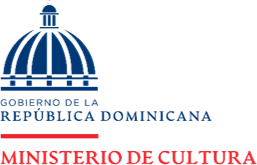 GOBIERNO DE LA
REPÚBLICA DOMINICANA
MINISTERIO DE CULTURA